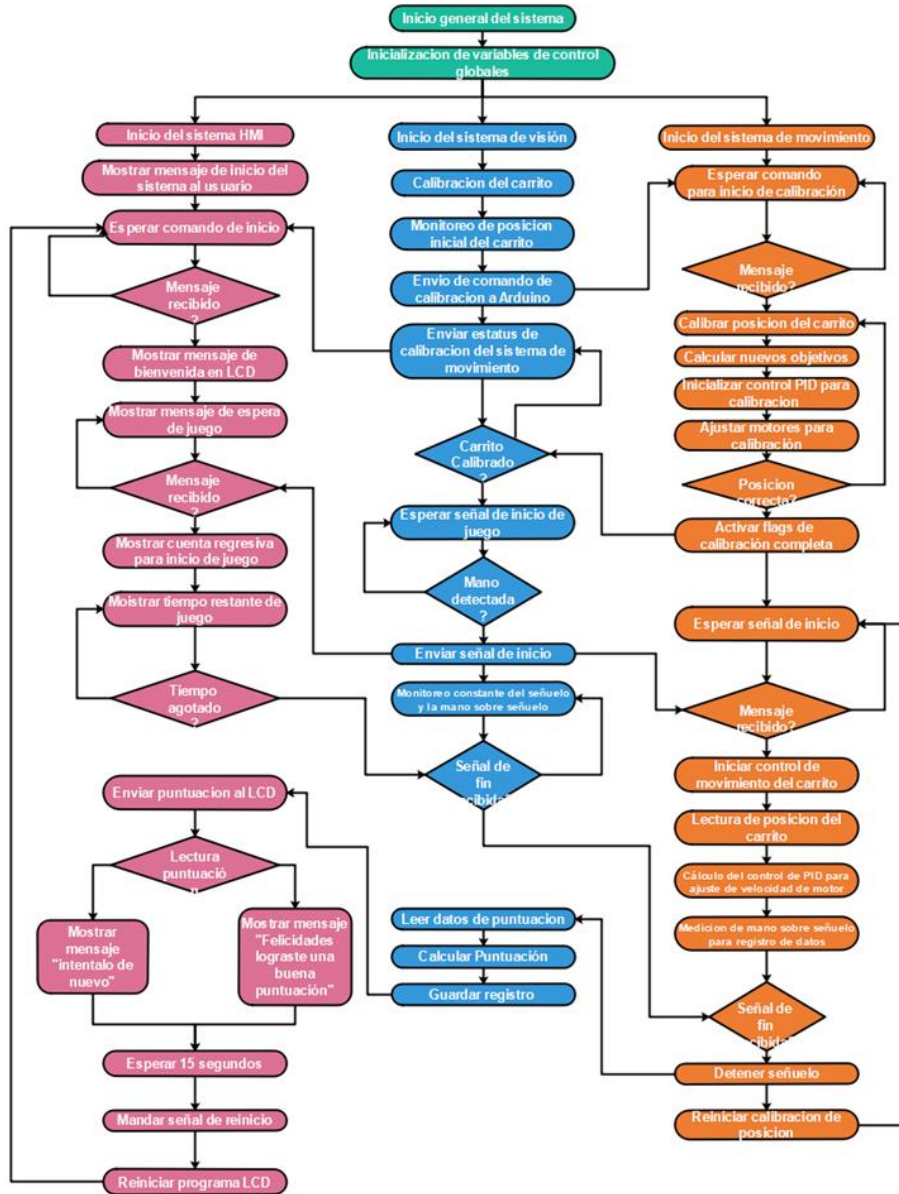 Inicio general del sistema
Inicializacion de variables de control
globales
Inicio del sistema HMI
Mostrar mensaje de inicio del
sistema al usuario
Esperar comando de inicio
Mensaje
recibido
?
Mostrar mensaje de
bienvenida en LCD
Mostrar mensaje de espera
de juego
Mensaje
recibido
?
Mostrar cuenta regresiva
para inicio de juego
Moistrar tiempo restante de
juego
Tiempo
agotado
?
Enviar puntuacion al LCD
Lectura
puntuació
n
Mostrar
mensaje
"intentalo de
nuevo"
Mostrar mensaje
"Felicidades
lograste una
buena
puntuación"
Esperar 15 segundos
Mandar señal de reinicio
Reiniciar programa LCD
Inicio del sistema de visión
Calibracion del carrito
Monitoreo de posicion
inicial del carrito
Envio de comando de
calibracion a Arduino
Enviar estatus de
calibracion del sistema de
movimiento
Carrito
Calibrado
?
Esperar señal de inicio de
juego
Mano
detectada
?
Enviar señal de inicio
Monitoreo constante del señuelo
y la mano sobre señuelo
Señal de
fin
Leer datos de puntuacion
Calcular Puntuación
Guardar registro
Inicio del sistema de movimiento
Esperar comando
para inicio de calibración
Mensaje
recibido?
Calibrar posicion del carrito
Calcular nuevos objetivos
Inicializar control PID para
calibracion
Ajustar motores para
calibración
Posicion
correcta?
Activar flags de
calibración completa
Esperar señal de inicio
Mensaje
recibido?
Iniciar control de
movimiento del carrito
Lectura de posicion del
carrito
Cálculo del control de PID para
ajuste de velocidad de motor
Medicion de mano sobre señuelo
para registro de datos
Señal de
fin
Detener señuelo
Reiniciar calibracion de
posicion